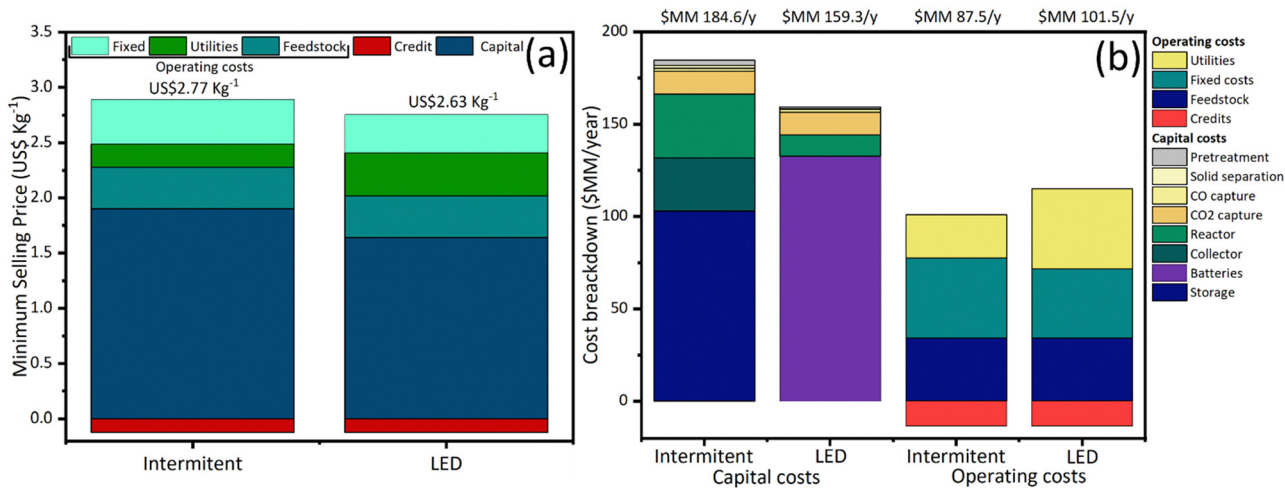 (a)
Fixed Utilities Feedstock Credit Capital
Operating costs
US$2.77 Kg⁻¹
US$2.63 Kg⁻¹
Minimum Selling Price (US$ Kg⁻¹)
3.5
3.0
2.5
2.0
1.5
1.0
0.5
0.0
Intermitent
LED
$MM 184.6/y
$MM 159.3/y
$MM 87.5/y
$MM 101.5/y
(b)
Cost breackdown ($MM/year)
200
150
100
50
0
Intermitent
LED
Intermitent
LED
Capital costs
Operating costs
Operating costs
Utilities
Fixed costs
Feedstock
Credits
Capital costs
Pretreatment
Solid separation
CO capture
CO2 capture
Reactor
Collector
Batteries
Storage